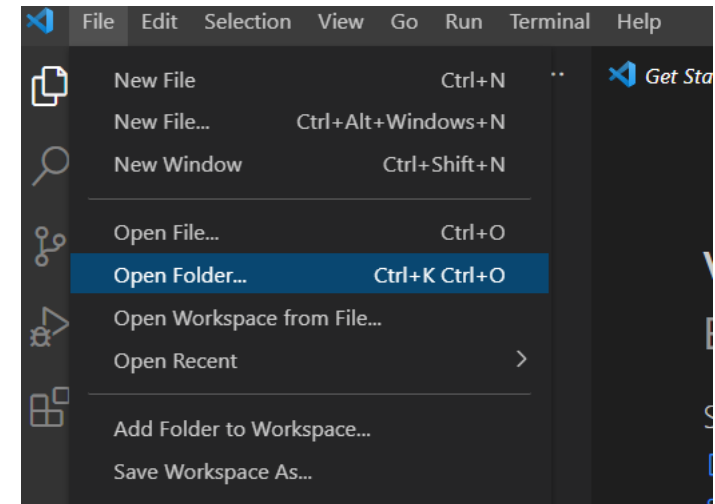 File Edit Selection View Go Run Terminal Help
New File Ctrl+N
New File... Ctrl+Alt+Windows+N
New Window Ctrl+Shift+N
Open File... Ctrl+O
Open Folder... Ctrl+K Ctrl+O
Open Workspace from File...
Open Recent
Add Folder to Workspace...
Save Workspace As...
Get Sta